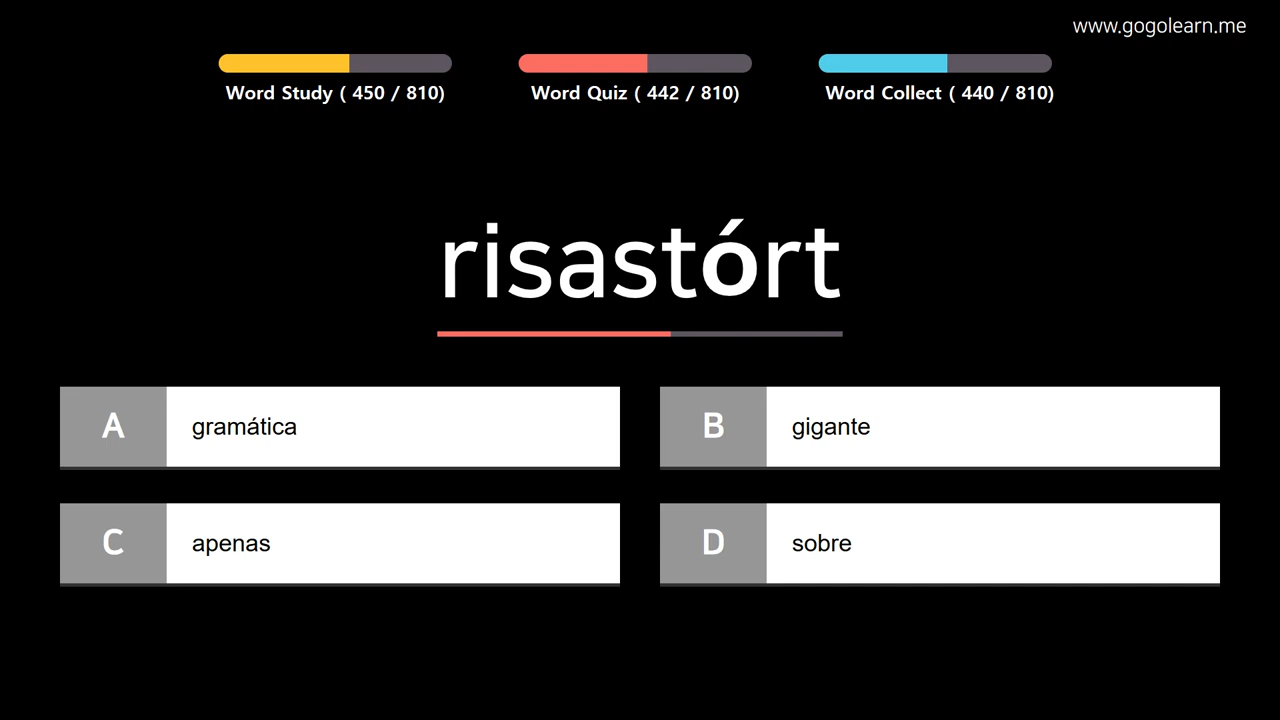 www.gogolearn.me
Word Study ( 450 / 810)
Word Quiz ( 442 / 810)
Word Collect ( 440 / 810)
risastórt
A gramática
B gigante
C apenas
D sobre